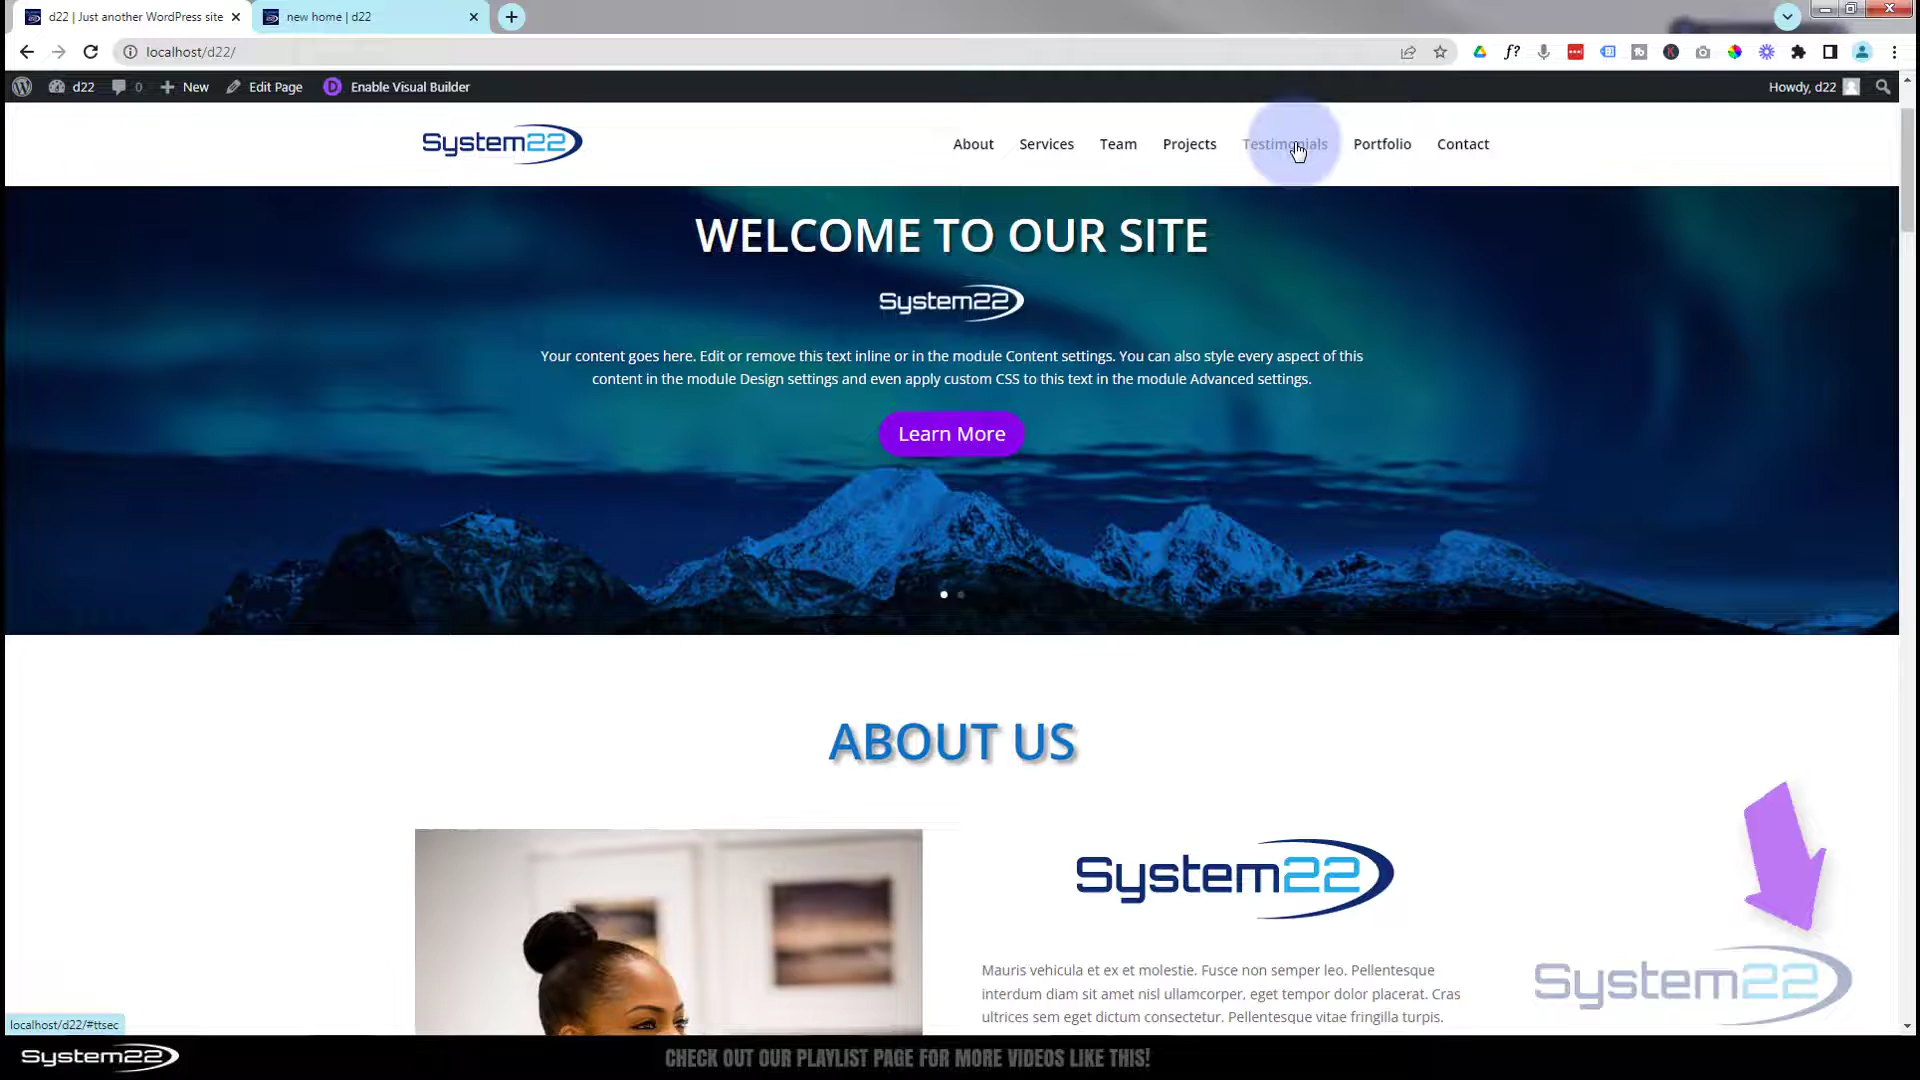 d22 | Just another WordPress site
new home | d22
localhost/d22/
f?
d22
0
New
Edit Page
Enable Visual Builder
Howdy, d22
System22
About
Services
Team
Projects
Testimonials
Portfolio
Contact
WELCOME TO OUR SITE
System22
Your content goes here. Edit or remove this text inline or in the module Content settings. You can also style every aspect of this
content in the module Design settings and even apply custom CSS to this text in the module Advanced settings.
Learn More
ABOUT US
System22
Mauris vehicula et ex et molestie. Fusce non semper leo. Pellentesque
interdum diam sit amet nisl ullamcorper, eget tempor dolor placerat. Cras
ultrices sem eget dictum consectetur. Pellentesque vitae fringilla turpis.
System22
localhost/d22/#ttsec
System22
CHECK OUT OUR PLAYLIST PAGE FOR MORE VIDEOS LIKE THIS!